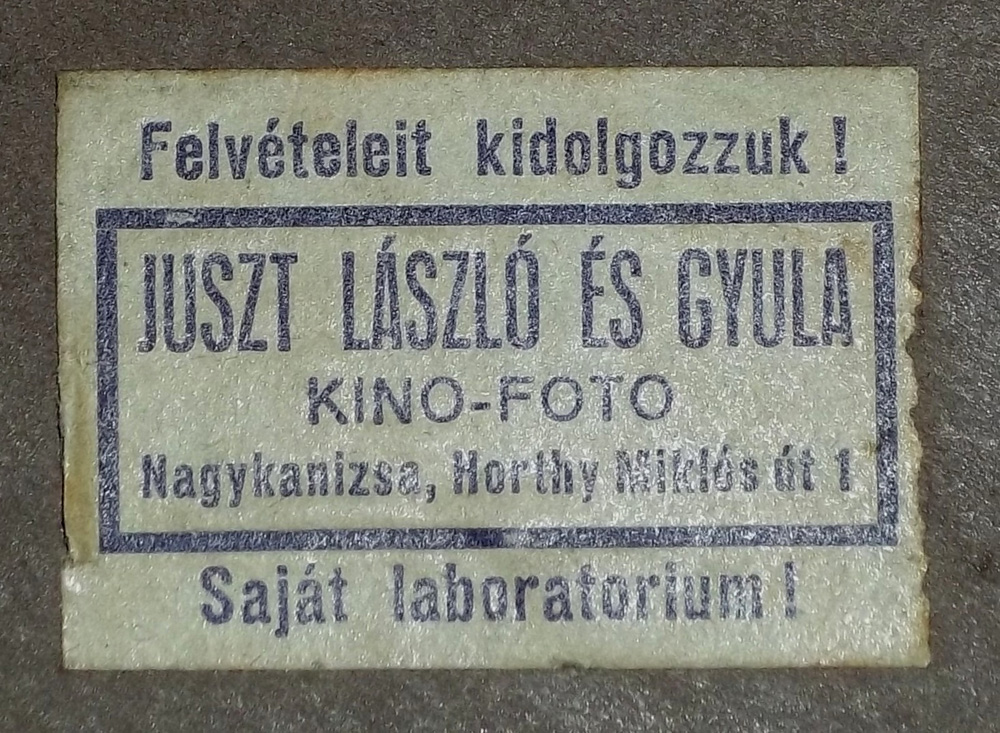 Felvételeit kidolgozzuk !
JUSZT LÁSZLÓ ÉS GYULA
KINO-FOTO
Nagykanizsa, Horthy Miklós út 1
Saját laboratorium !